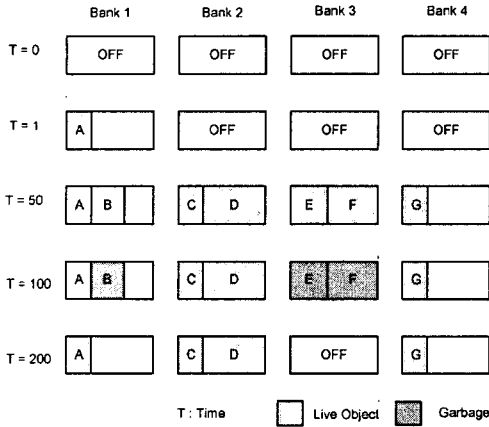 Bank 1 Bank 2 Bank 3 Bank 4
T = 0 OFF OFF OFF OFF
T = 1 A OFF OFF OFF
T = 50 A B C D E F G
T = 100 A B C D E F G
T = 200 A C D OFF G
T : Time Live Object Garbage